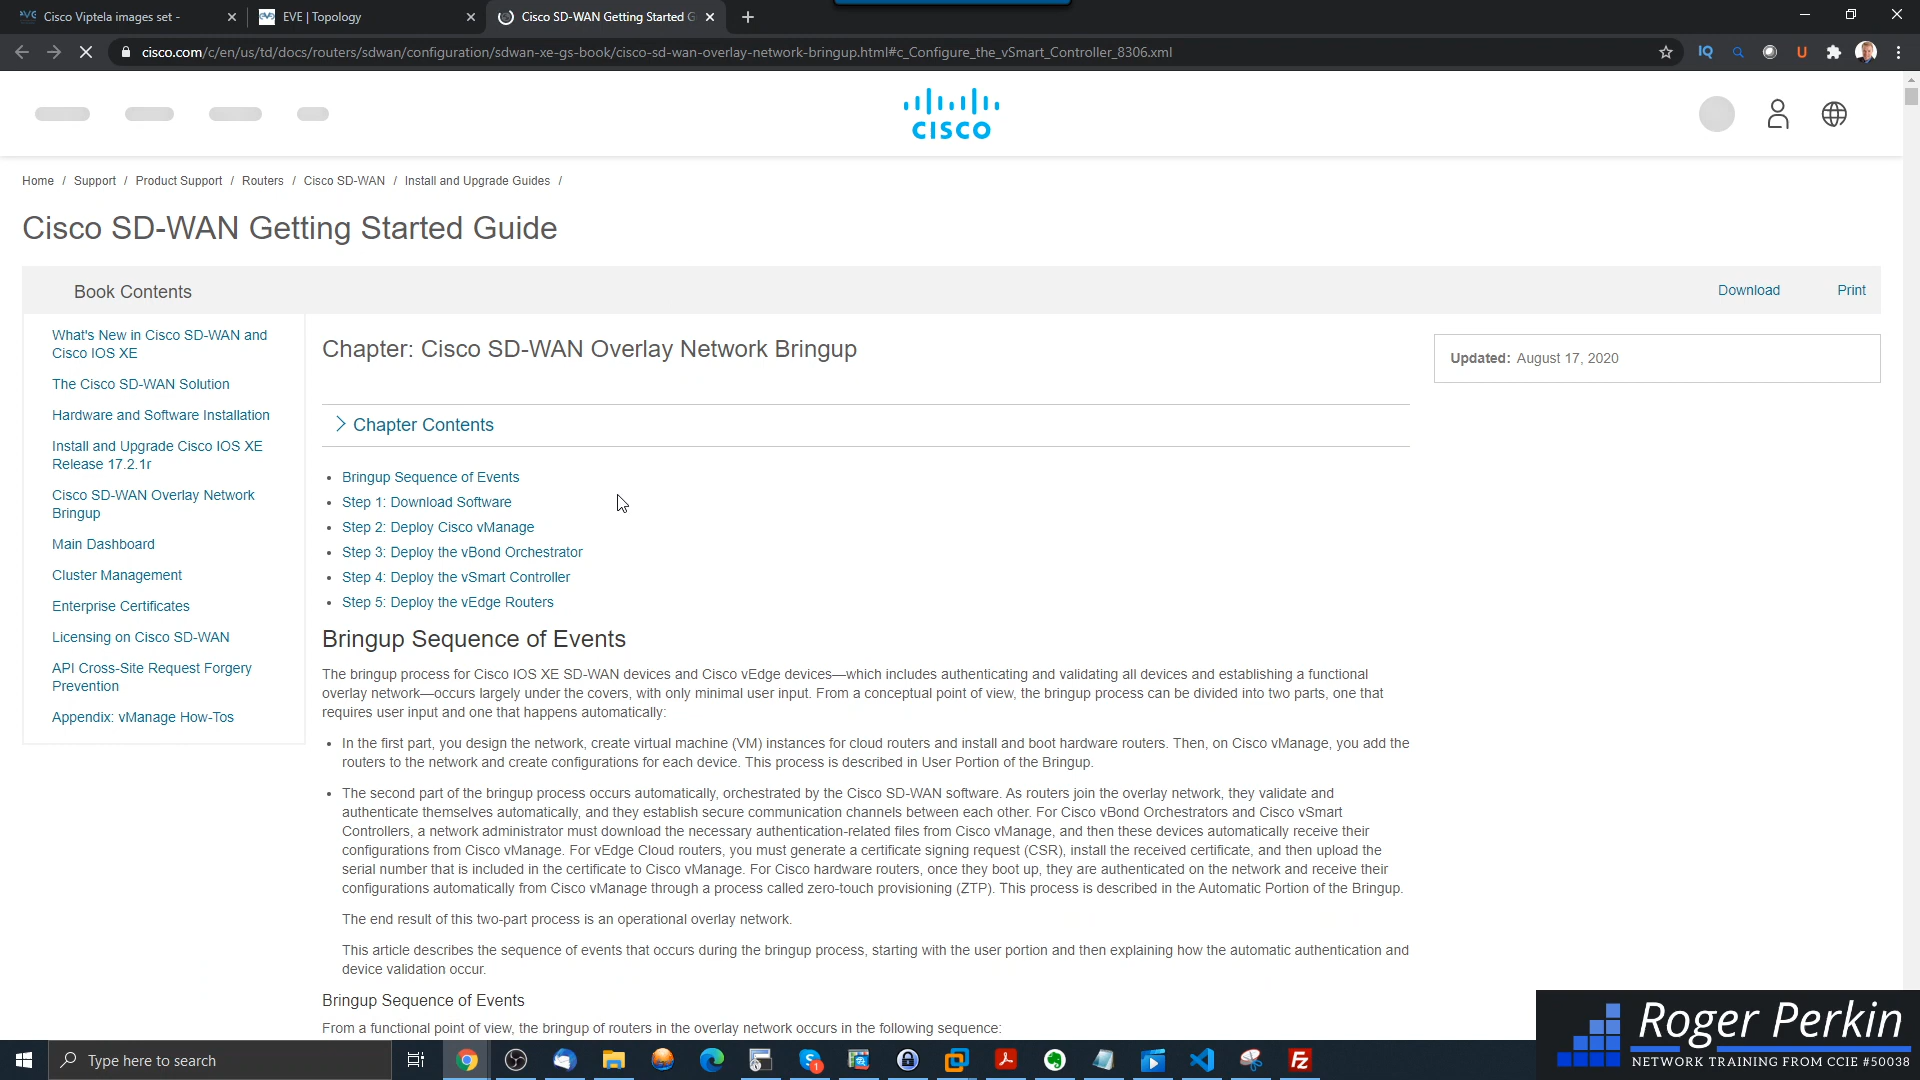 Cisco Viptela images set -
EVE | Topology
Cisco SD-WAN Getting Started G
cisco.com/c/en/us/td/docs/routers/sdwan/configuration/sdwan-xe-gs-book/cisco-sd-wan-overlay-network-bringup.html#c_Configure_the_vSmart_Controller_8306.xml
IQ
U
CISCO
Home / Support / Product Support / Routers / Cisco SD-WAN / Install and Upgrade Guides /
Cisco SD-WAN Getting Started Guide
Book Contents
Download
Print
What's New in Cisco SD-WAN and
Cisco IOS XE
The Cisco SD-WAN Solution
Hardware and Software Installation
Install and Upgrade Cisco IOS XE
Release 17.2.1r
Cisco SD-WAN Overlay Network
Bringup
Main Dashboard
Cluster Management
Enterprise Certificates
Licensing on Cisco SD-WAN
API Cross-Site Request Forgery
Prevention
Appendix: vManage How-Tos
Chapter: Cisco SD-WAN Overlay Network Bringup
Updated: August 17, 2020
Chapter Contents
• Bringup Sequence of Events
• Step 1: Download Software
• Step 2: Deploy Cisco vManage
• Step 3: Deploy the vBond Orchestrator
• Step 4: Deploy the vSmart Controller
• Step 5: Deploy the vEdge Routers
Bringup Sequence of Events
The bringup process for Cisco IOS XE SD-WAN devices and Cisco vEdge devices—which includes authenticating and validating all devices and establishing a functional
overlay network—occurs largely under the covers, with only minimal user input. From a conceptual point of view, the bringup process can be divided into two parts, one that
requires user input and one that happens automatically:
• In the first part, you design the network, create virtual machine (VM) instances for cloud routers and install and boot hardware routers. Then, on Cisco vManage, you add the
routers to the network and create configurations for each device. This process is described in User Portion of the Bringup.
• The second part of the bringup process occurs automatically, orchestrated by the Cisco SD-WAN software. As routers join the overlay network, they validate and
authenticate themselves automatically, and they establish secure communication channels between each other. For Cisco vBond Orchestrators and Cisco vSmart
Controllers, a network administrator must download the necessary authentication-related files from Cisco vManage, and then these devices automatically receive their
configurations from Cisco vManage. For vEdge Cloud routers, you must generate a certificate signing request (CSR), install the received certificate, and then upload the
serial number that is included in the certificate to Cisco vManage. For Cisco hardware routers, once they boot up, they are authenticated on the network and receive their
configurations automatically from Cisco vManage through a process called zero-touch provisioning (ZTP). This process is described in the Automatic Portion of the Bringup.
The end result of this two-part process is an operational overlay network.
This article describes the sequence of events that occurs during the bringup process, starting with the user portion and then explaining how the automatic authentication and
device validation occur.
Bringup Sequence of Events
From a functional point of view, the bringup of routers in the overlay network occurs in the following sequence:
Roger Perkin
NETWORK TRAINING FROM CCIE #50038
Type here to search